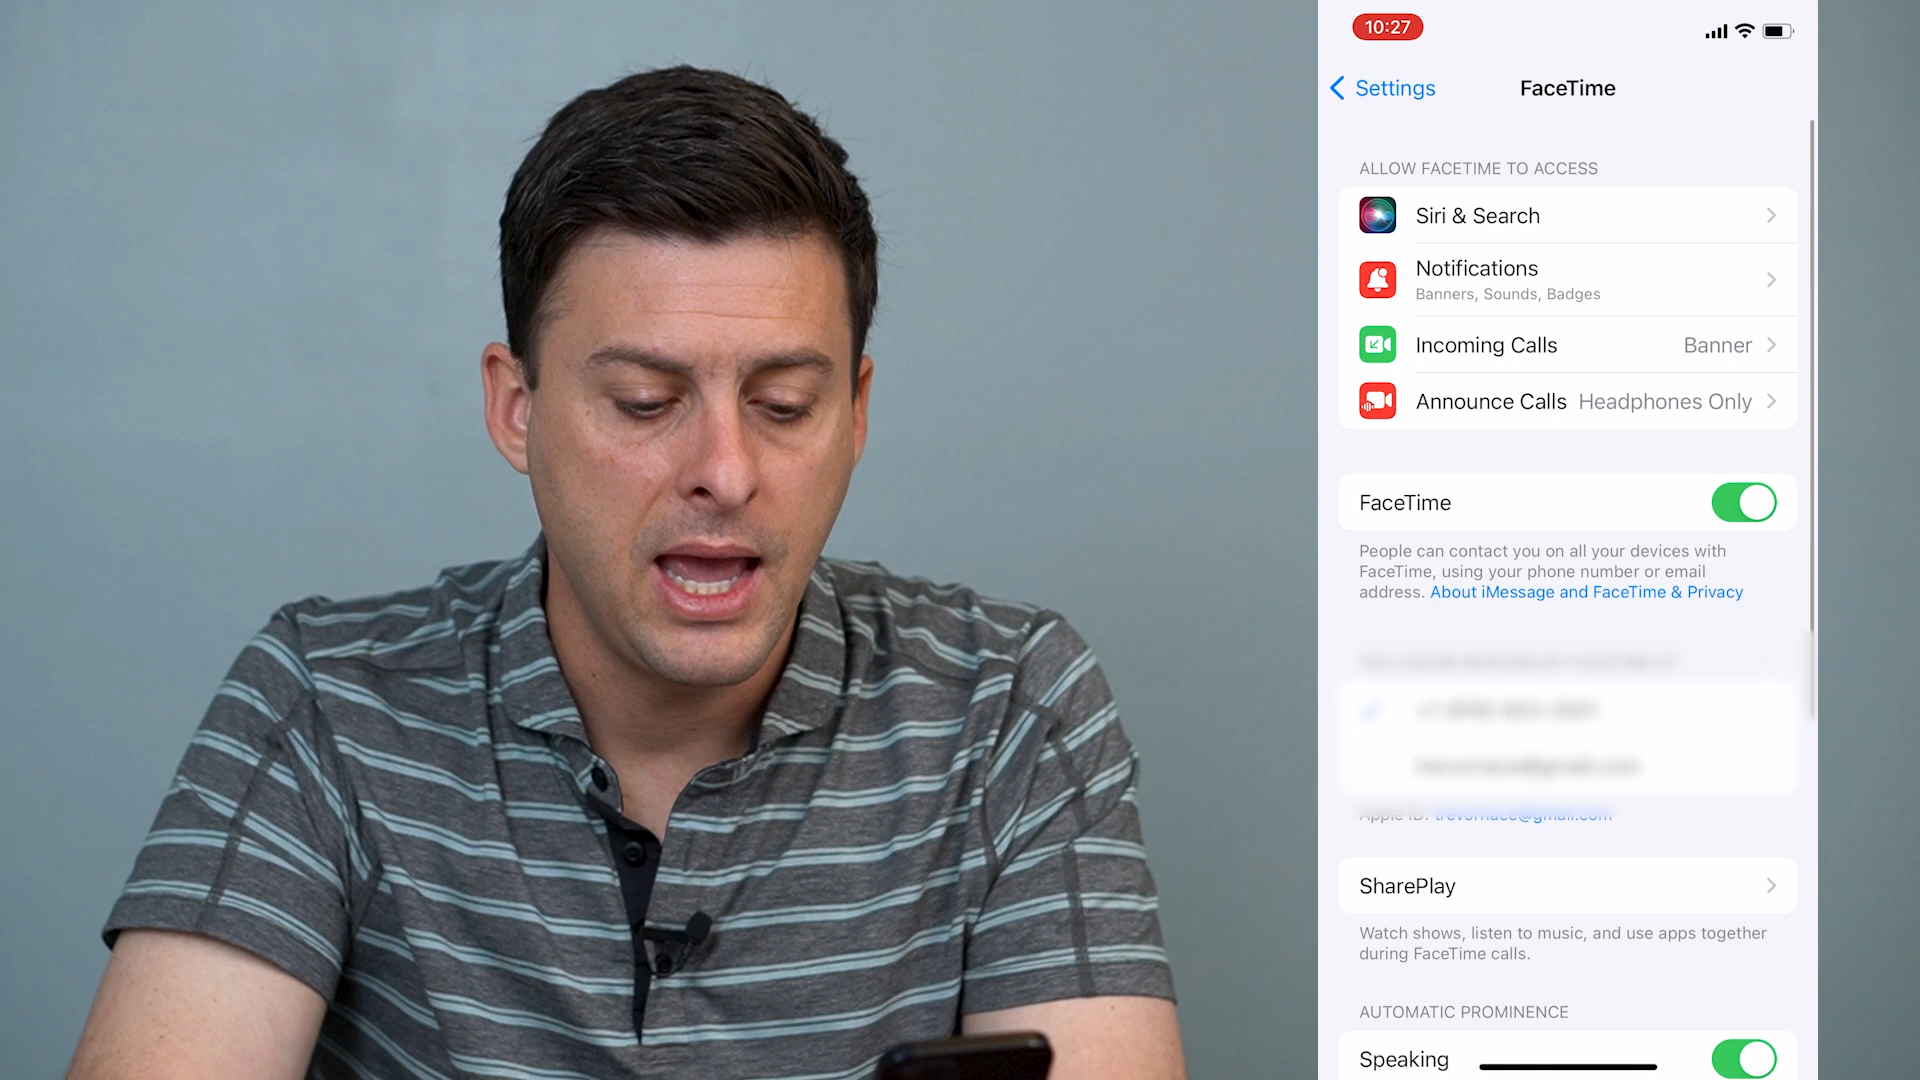 10:27
Settings
FaceTime
ALLOW FACETIME TO ACCESS
Siri & Search
Notifications
Banners, Sounds, Badges
Incoming Calls Banner
Announce Calls Headphones Only
FaceTime
People can contact you on all your devices with
FaceTime, using your phone number or email
address. About iMessage and FaceTime & Privacy
Apple ID:
SharePlay
Watch shows, listen to music, and use apps together
during FaceTime calls.
AUTOMATIC PROMINENCE
Speaking